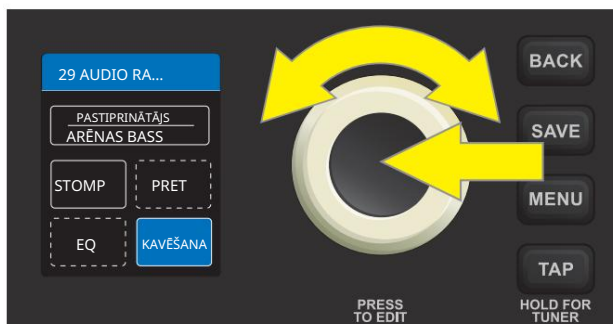 29 AUDIO RA...
PASTIPRINĀTĀJS
ARĒNAS BASS
STOMP
PRET
EQ
KAVĒŠANA
BACK
SAVE
MENU
TAP
PRESS
TO EDIT
HOLD FOR
TUNER